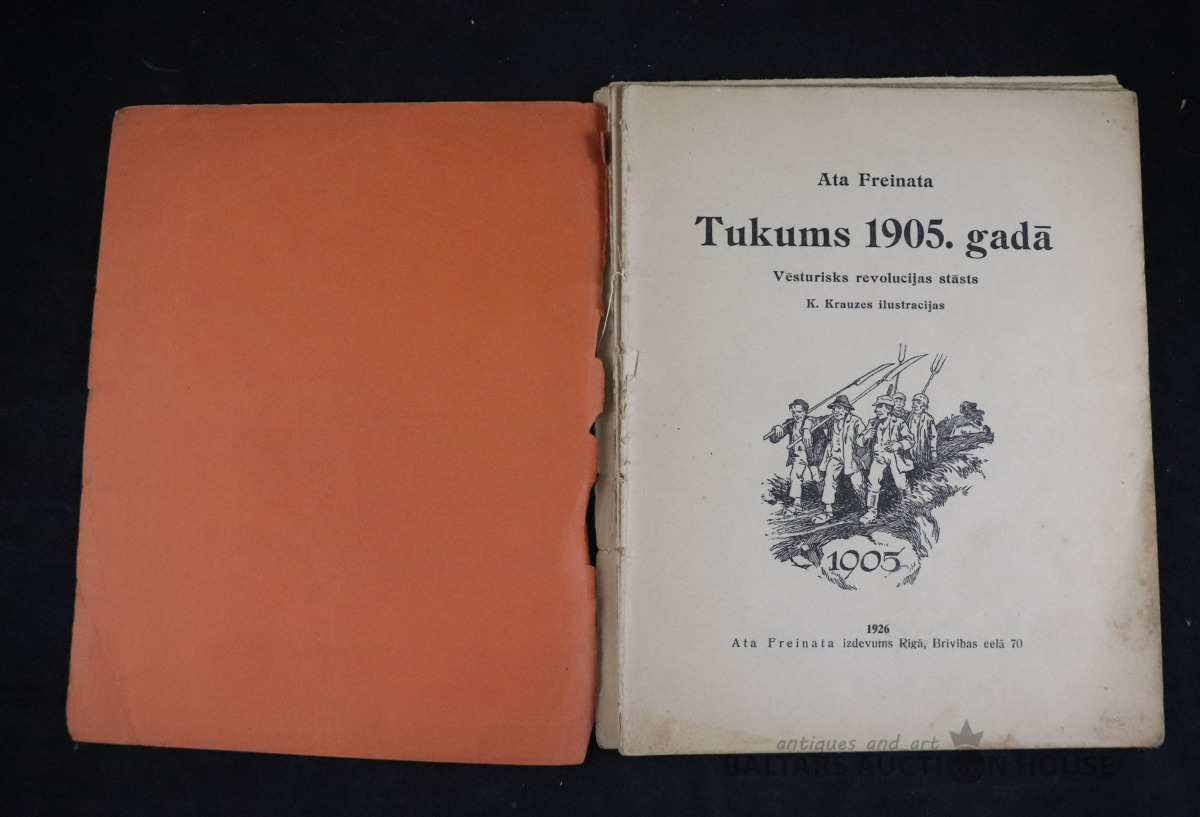 Ata Freinata
Tukums 1905. gadā
Vēsturisks revolucijas stāsts
K. Krauzes ilustracijas
1905
1926
Ata Freinata izdevums Rīgā, Brīvības eelā 70
antiques and art
BALTARS AUCTION HOUSE